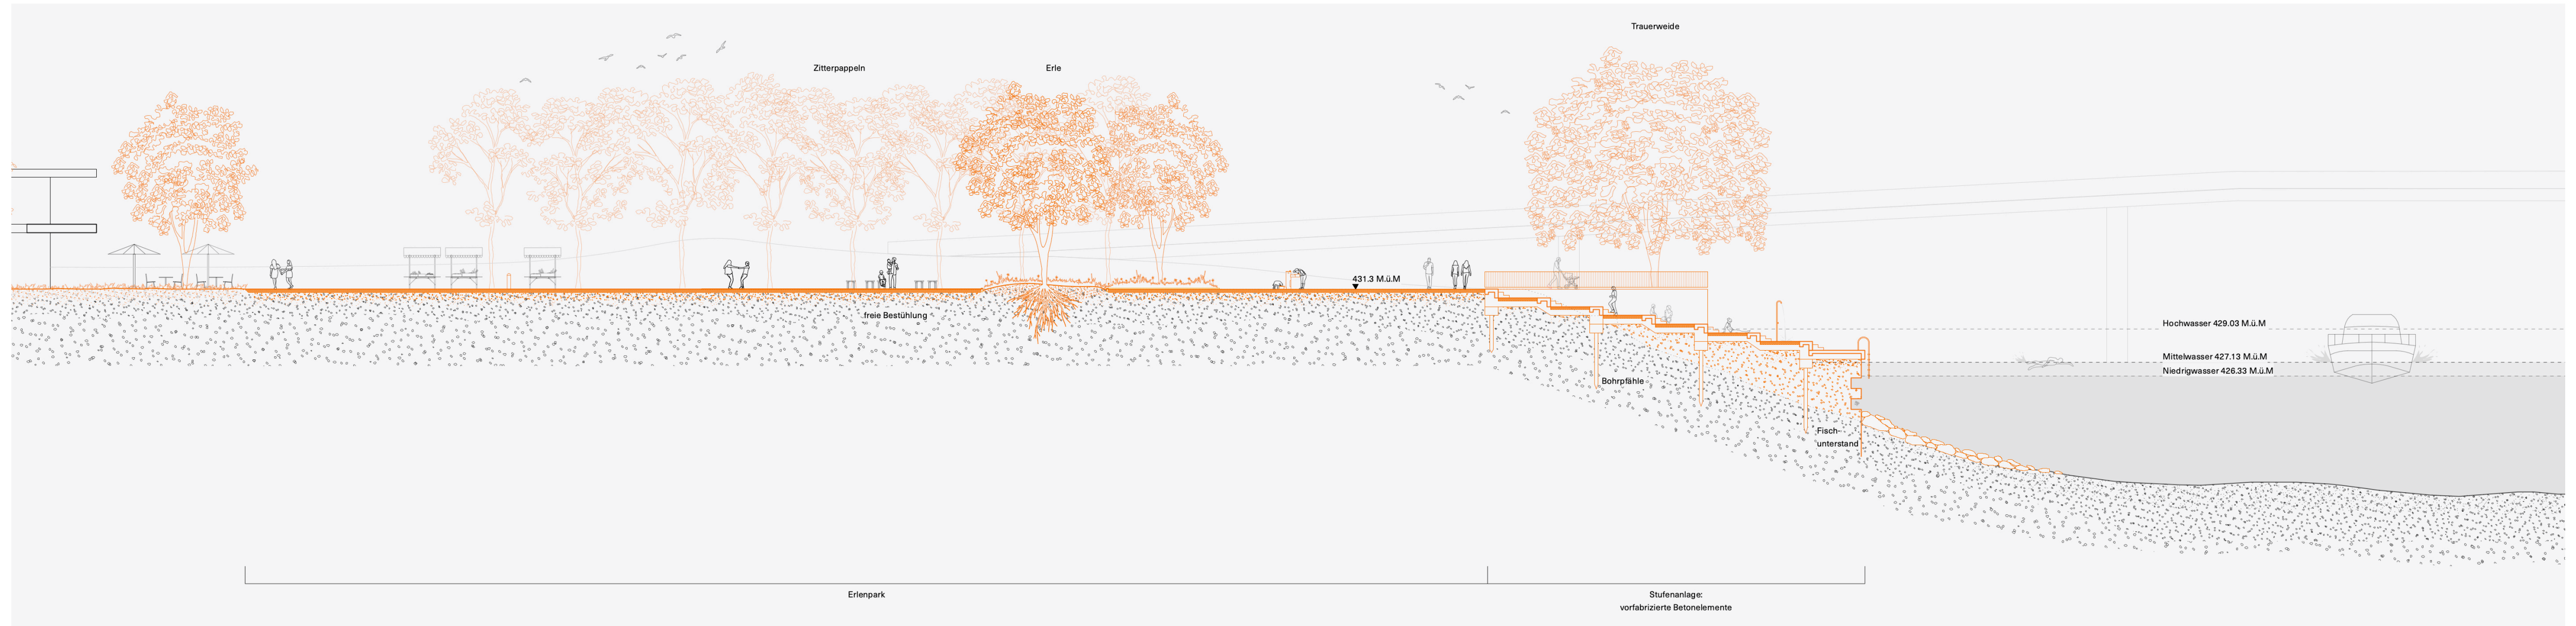 Trauerweide
Zitterpappeln
Erle
431.3 M.ü.M
freie Bestühlung
Hochwasser 429.03 M.ü.M
Mittelwasser 427.13 M.ü.M
Niedrigwasser 426.33 M.ü.M
Bohrpfähle
Fisch-
unterstand
Erlenpark
Stufenanlage:
vorfabrizierte Betonelemente